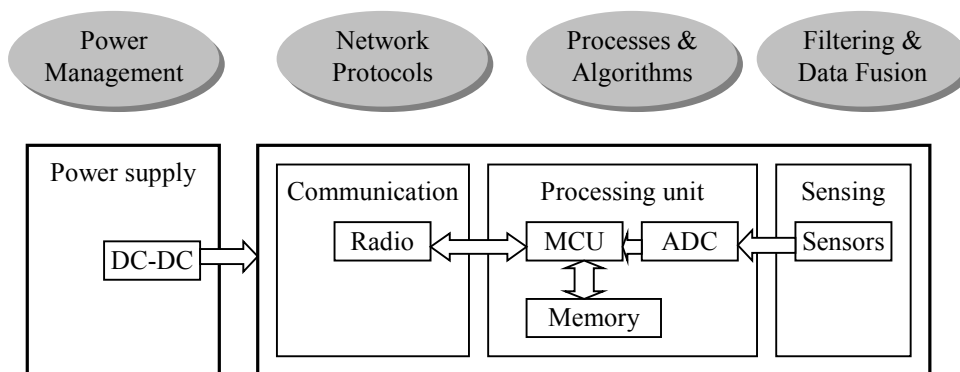 Power
Management
Network
Protocols
Processes &
Algorithms
Filtering &
Data Fusion
Power supply
DC-DC
Communication
Radio
Processing unit
MCU
ADC
Memory
Sensing
Sensors